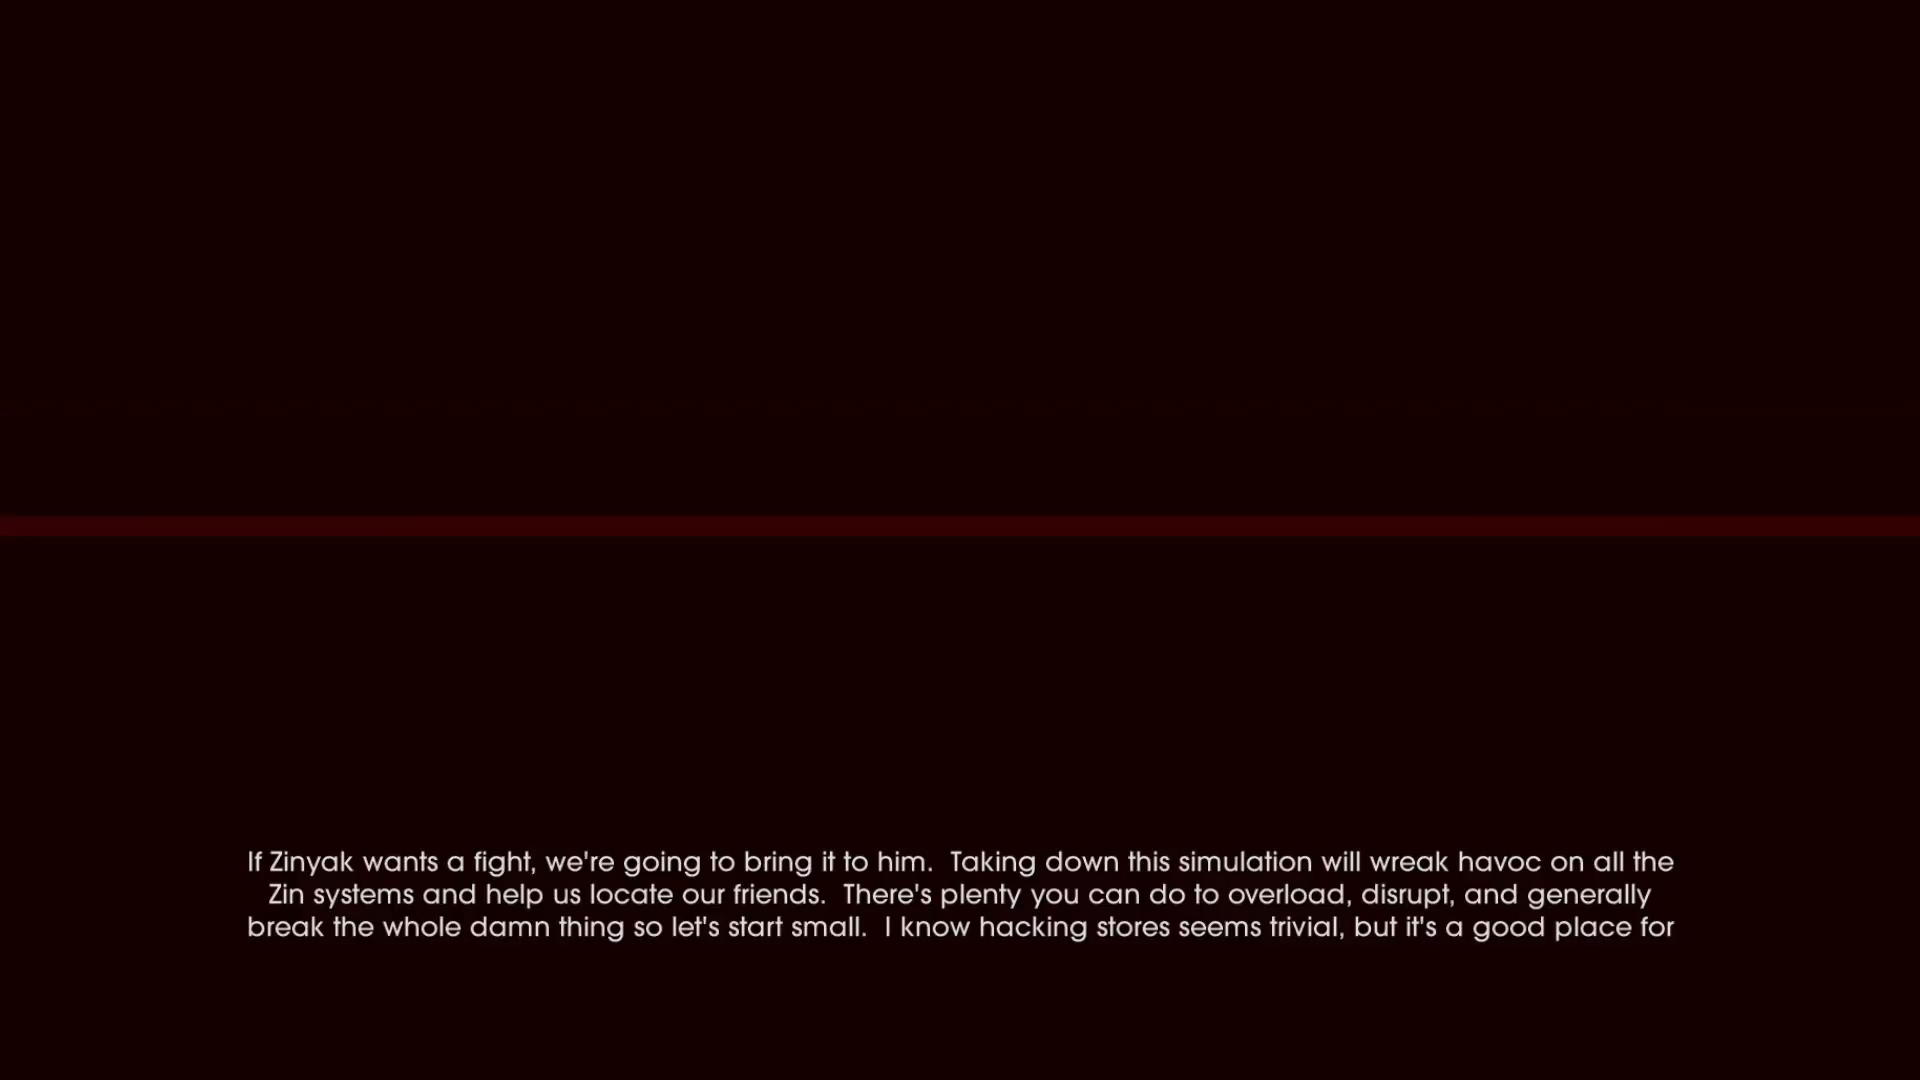 If Zinyak wants a fight, we're going to bring it to him.  Taking down this simulation will wreak havoc on all the
Zin systems and help us locate our friends.  There's plenty you can do to overload, disrupt, and generally
break the whole damn thing so let's start small.  I know hacking stores seems trivial, but it's a good place for